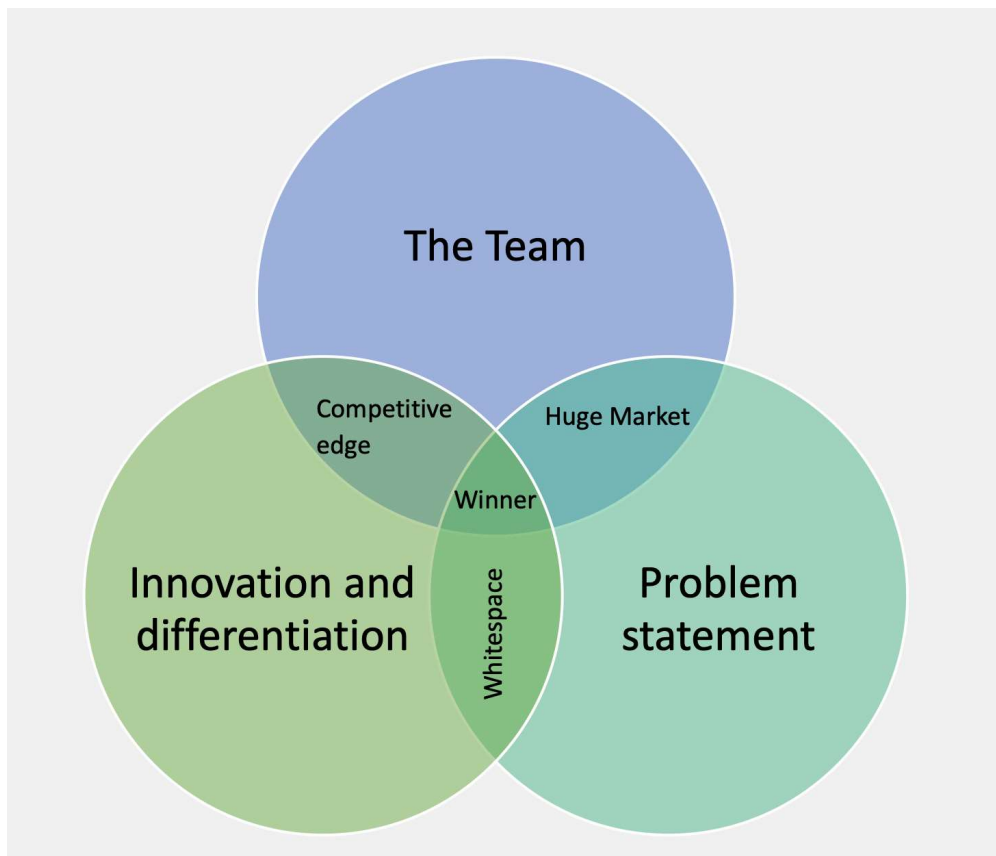 The Team
Competitive
edge
Huge Market
Winner
Innovation and
differentiation
Whitespace
Problem
statement